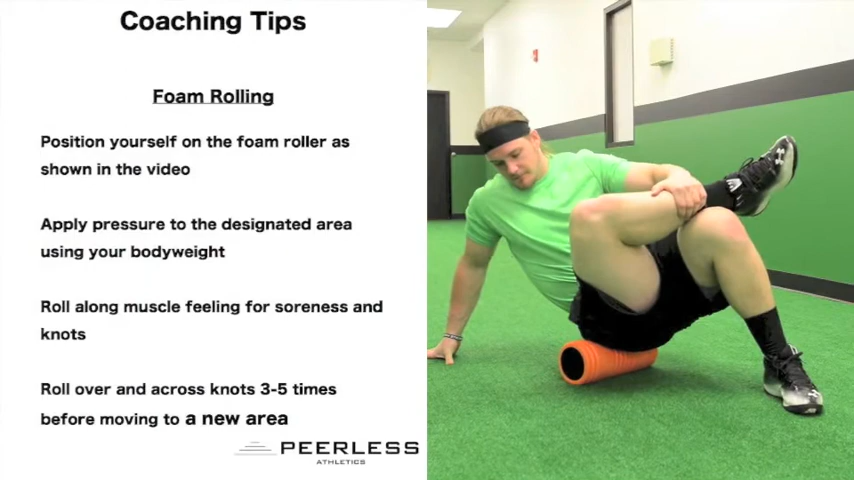 Coaching Tips
Foam Rolling
Position yourself on the foam roller as
shown in the video
Apply pressure to the designated area
using your bodyweight
Roll along muscle feeling for soreness and
knots
Roll over and across knots 3-5 times
before moving to a new area
PEERLESS
ATHLETICS